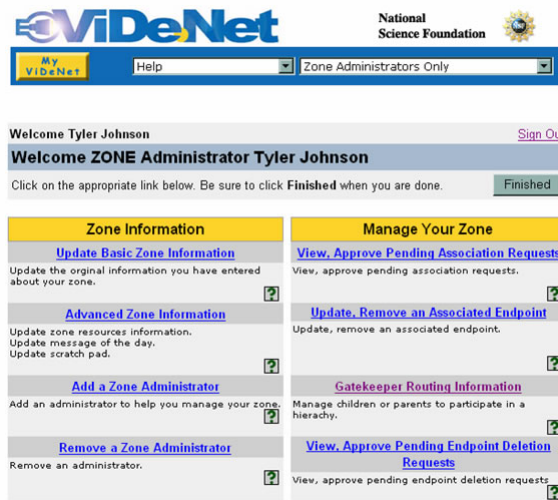 ViDeNet
National
Science Foundation
NSF
My
ViDeNet
Help
Zone Administrators Only
Welcome Tyler Johnson
Sign Ou
Welcome ZONE Administrator Tyler Johnson
Click on the appropriate link below. Be sure to click Finished when you are done.
Finished
Zone Information
Update Basic Zone Information
Update the orginal information you have entered
about your zone.
?
Advanced Zone Information
Update zone resources information.
Update message of the day.
Update scratch pad.
?
Add a Zone Administrator
Add an administrator to help you manage your zone.
?
Remove a Zone Administrator
Remove an administrator.
?
Manage Your Zone
View, Approve Pending Association Requests
View, approve pending association requests.
?
Update, Remove an Associated Endpoint
Update, remove an associated endpoint.
?
Gatekeeper Routing Information
Manage children or parents to participate in a
hierachy.
?
View, Approve Pending Endpoint Deletion
Requests
View, approve pending endpoint deletion requests.
?